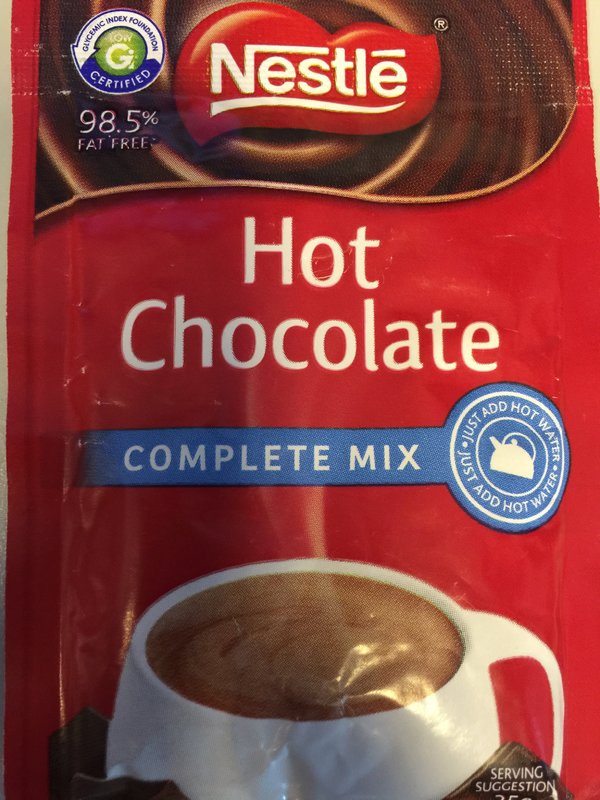 GLYCEMIC INDEX FOUNDATION
LOW
Gi
CERTIFIED
98.5%
FAT FREE
Nestlē®
Hot
Chocolate
COMPLETE MIX
JUST ADD HOT WATER •
JUST ADD HOT WATER •
SERVING
SUGGESTION